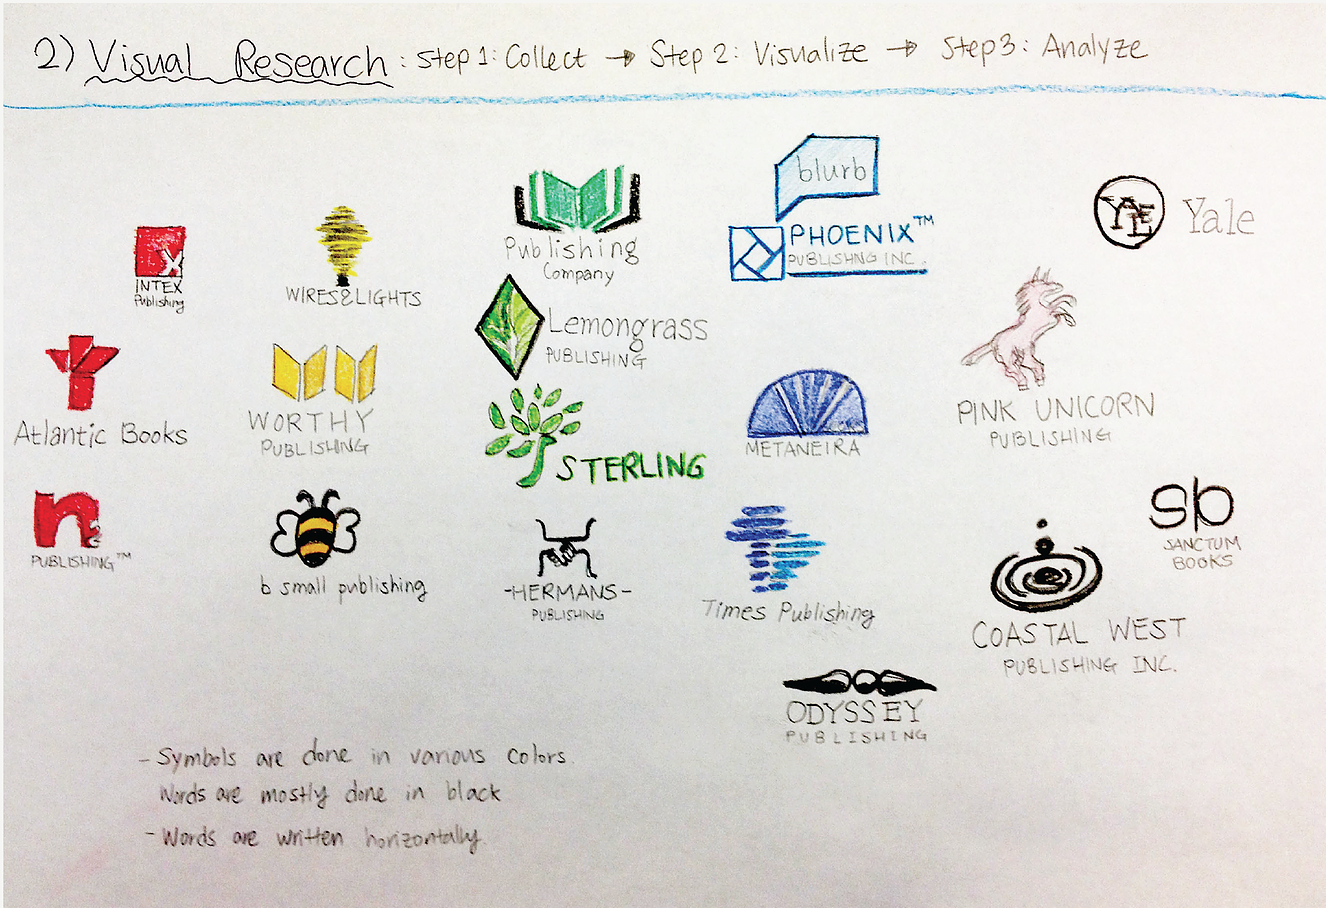 2) Visual Research : Step 1: Collect → Step 2: Visualize → Step 3: Analyze
INTEX
Publishing
WIRES&LIGHTS
Publishing
Company
blurb
PHOENIX™
PUBLISHNG INC.
YALE
Yale
Atlantic Books
WORTHY
PUBLISHING
Lemongrass
PUBLISHING
STERLING
METANEIRA
PINK UNICORN
PUBLISHING
n
PUBLISHING™
b small publishing
-HERMANS-
PUBLISHING
Times Publishing
sb
SANCTUM
BOOKS
COASTAL WEST
PUBLISHING INC.
ODYSSEY
PUBLISHING
- Symbols are done in various colors.
Words are mostly done in black
- Words are written horizontally.